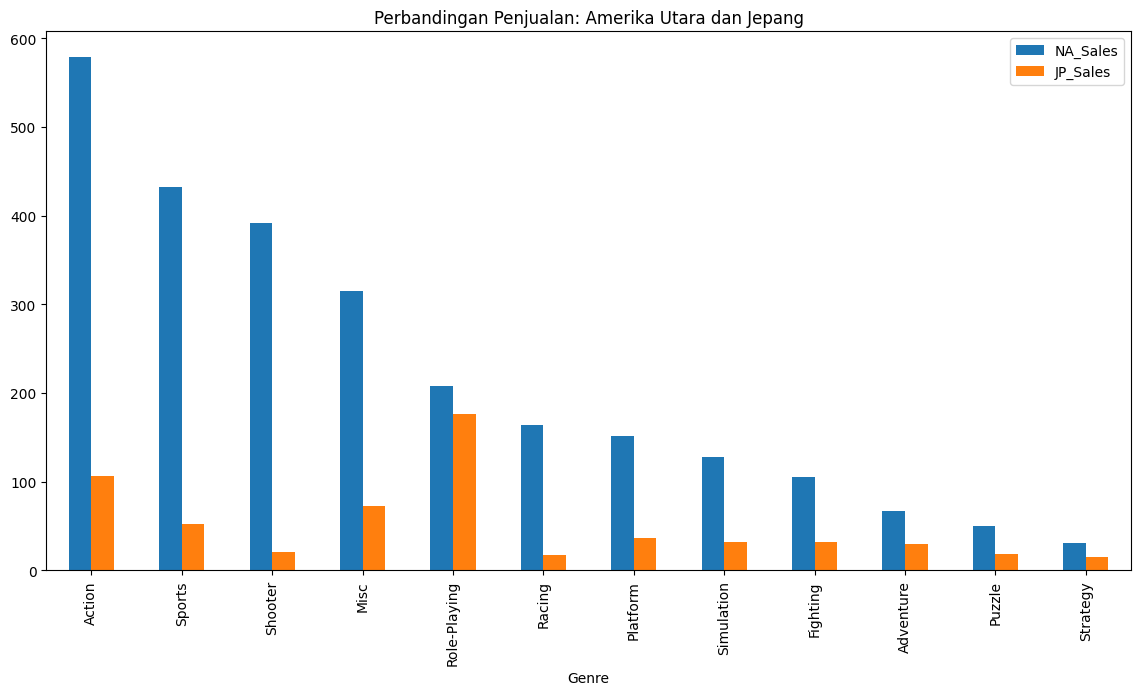 Perbandingan Penjualan: Amerika Utara dan Jepang
NA_Sales
JP_Sales
600
500
400
300
200
100
0
Action
Sports
Shooter
Misc
Role-Playing
Racing
Platform
Simulation
Fighting
Adventure
Puzzle
Strategy
Genre